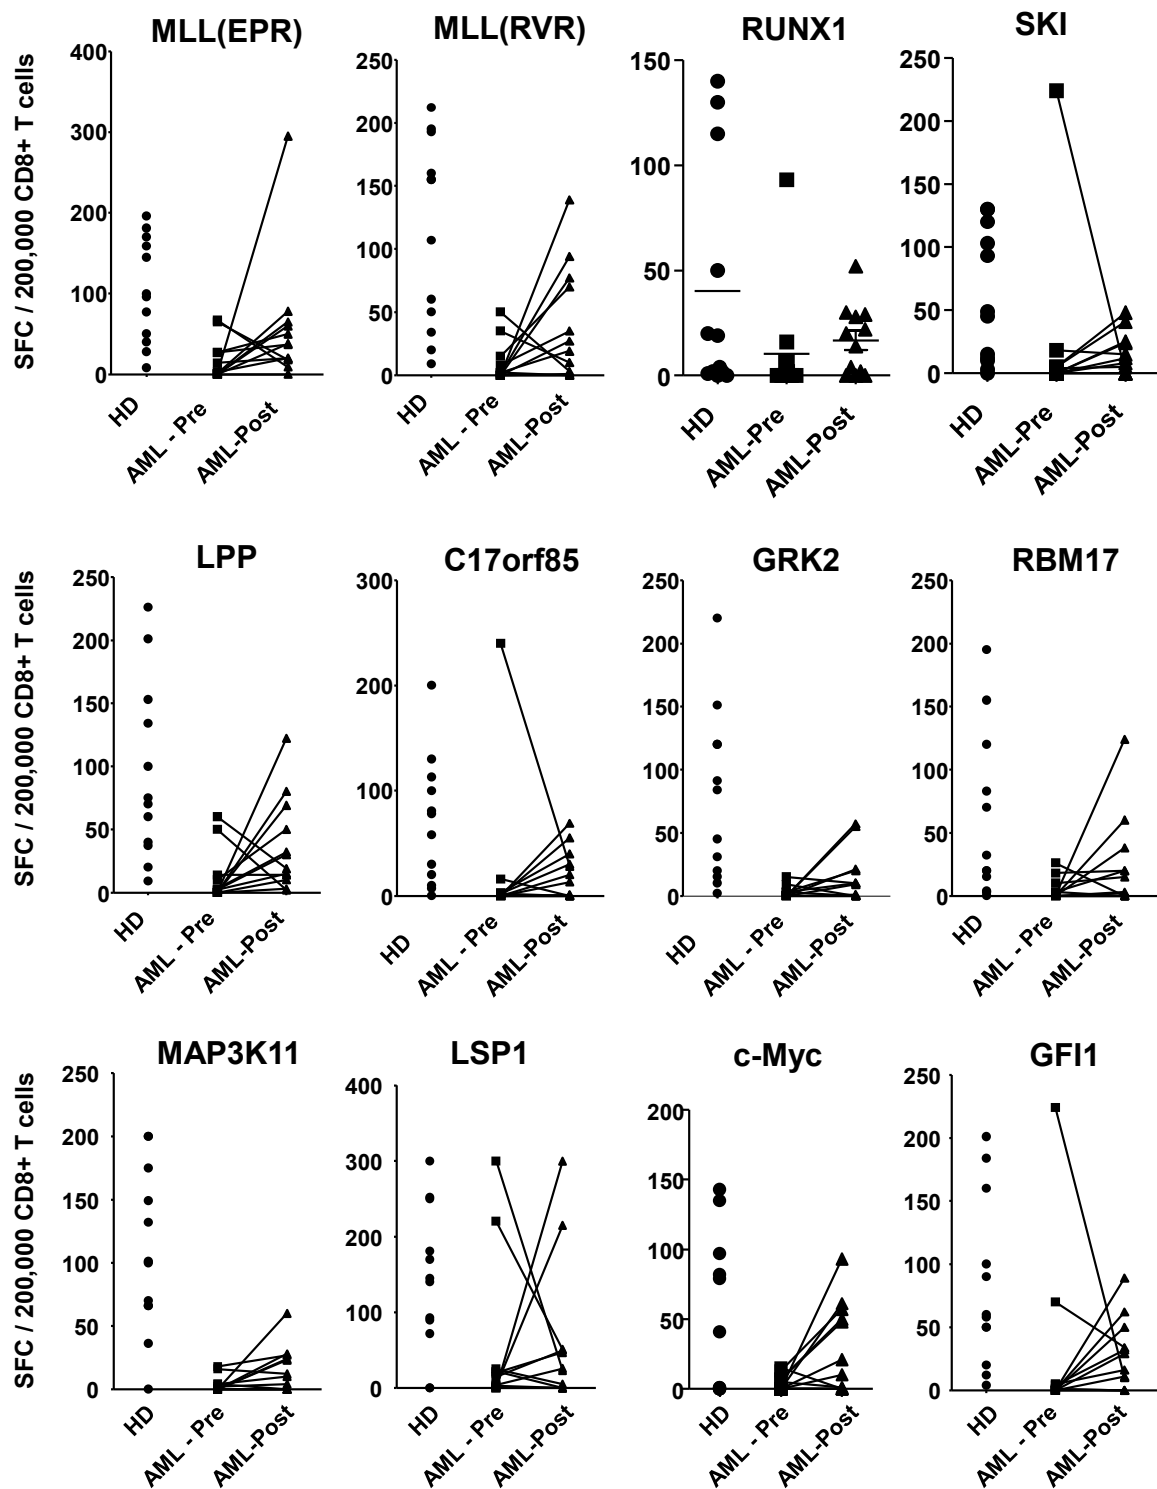 MLL(EPR)
MLL(RVR)
RUNX1
SKI
SFC / 200,000 CD8+ T cells
400
300
200
100
0
HD
AML - Pre
AML-Post
250
200
150
100
50
0
HD
AML - Pre
AML-Post
150
100
50
0
HD
AML-Pre
AML-Post
250
200
150
100
50
0
HD
AML-Pre
AML-Post
LPP
C17orf85
GRK2
RBM17
SFC / 200,000 CD8+ T cells
250
200
150
100
50
0
HD
AML - Pre
AML-Post
300
200
100
0
HD
AML - Pre
AML-Post
250
200
150
100
50
0
HD
AML - Pre
AML-Post
250
200
150
100
50
0
HD
AML - Pre
AML-Post
MAP3K11
LSP1
c-Myc
GFI1
SFC / 200,000 CD8+ T cells
250
200
150
100
50
0
HD
AML - Pre
AML-Post
400
300
200
100
0
HD
AML - Pre
AML-Post
200
150
100
50
0
HD
AML - Pre
AML-Post
250
200
150
100
50
0
HD
AML - Pre
AML-Post